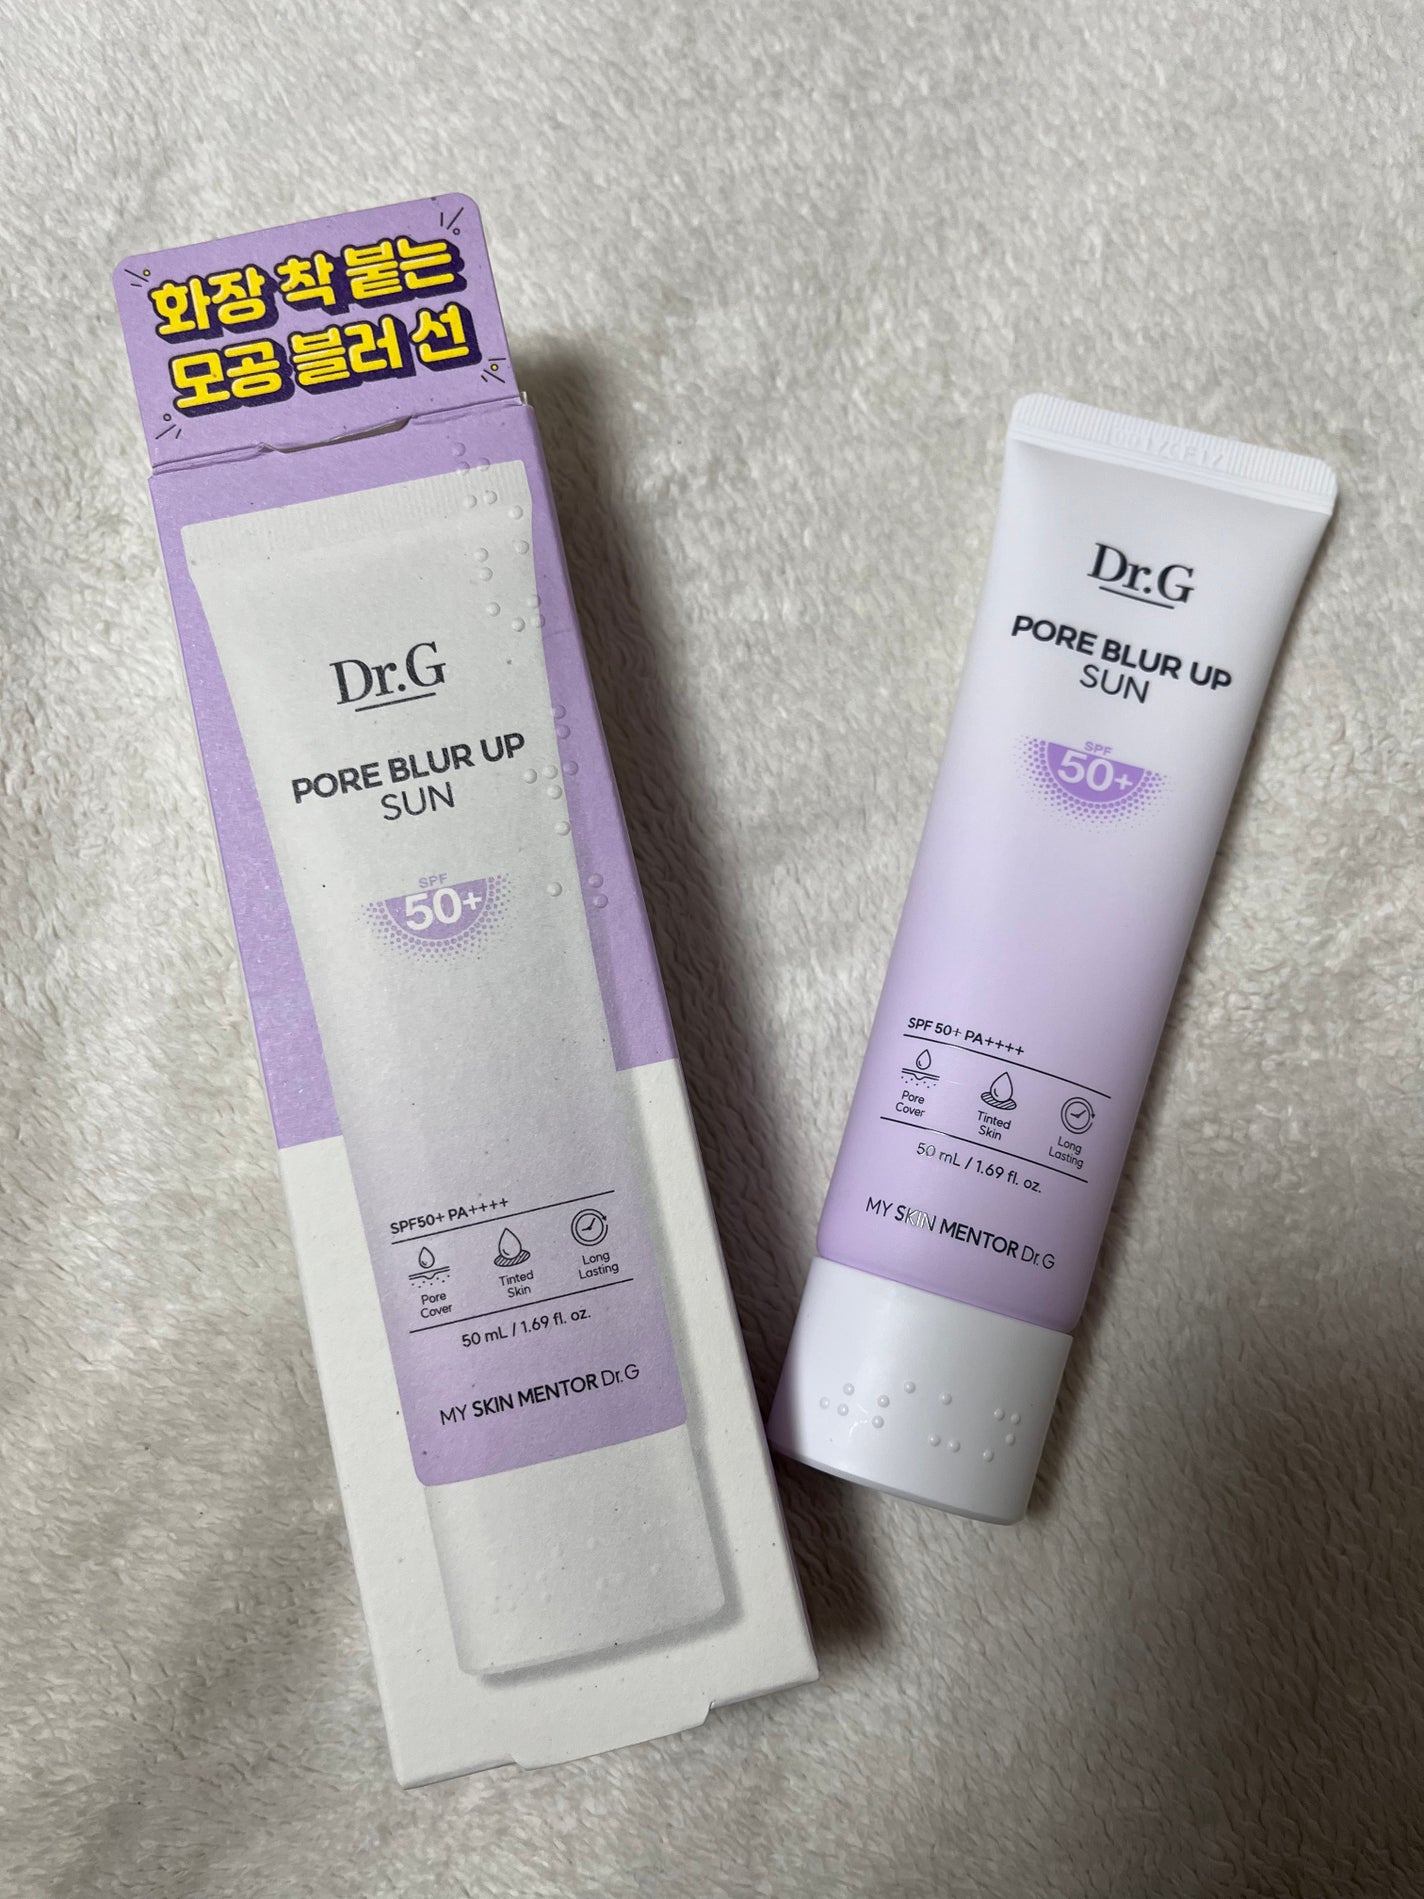 화장 착 붙는
모공 블러 선
Dr.G
PORE BLUR UP
SUN
SPF
50+
SPF50+ PA++++
Pore
Cover
Tinted
Skin
Long
Lasting
50 mL / 1.69 fl. oz.
MY SKIN MENTOR Dr.G
Dr.G
PORE BLUR UP
SUN
SPF
50+
SPF 50+ PA++++
Pore
Cover
Tinted
Skin
Long
Lasting
50 mL / 1.69 fl. oz.
MY SKIN MENTOR Dr.G